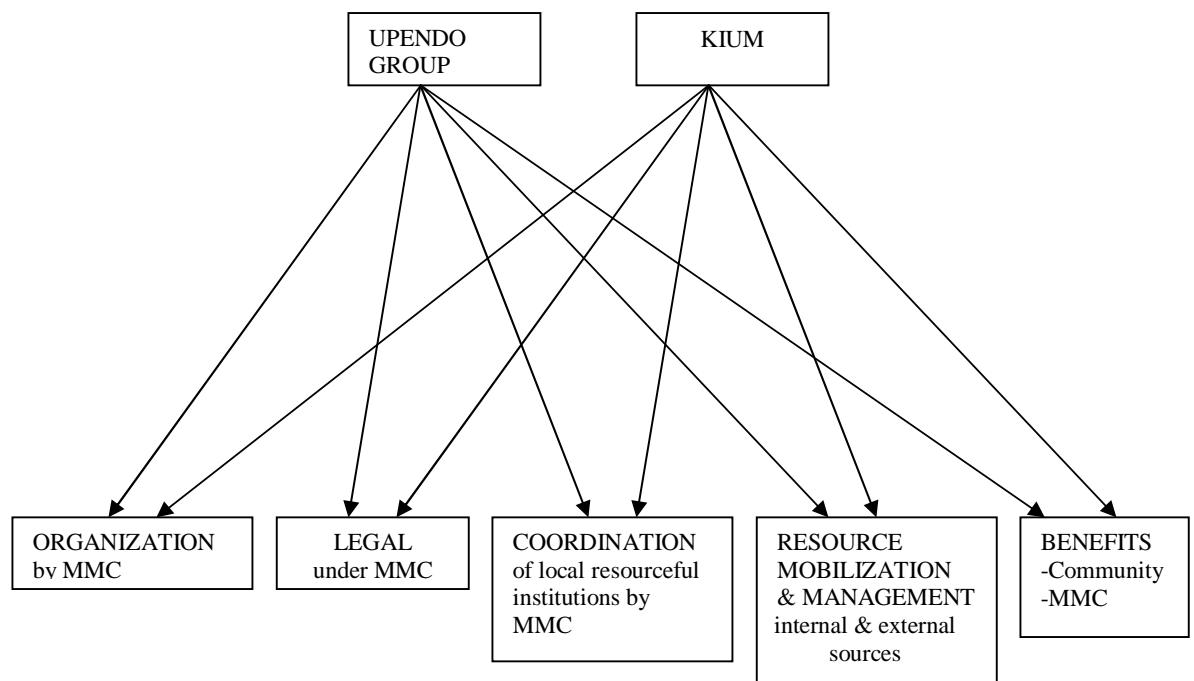 UPENDO
GROUP
KIUM
ORGANIZATION
by MMC
LEGAL
under MMC
COORDINATION
of local resourceful
institutions by
MMC
RESOURCE
MOBILIZATION
& MANAGEMENT
internal & external
sources
BENEFITS
-Community
-MMC